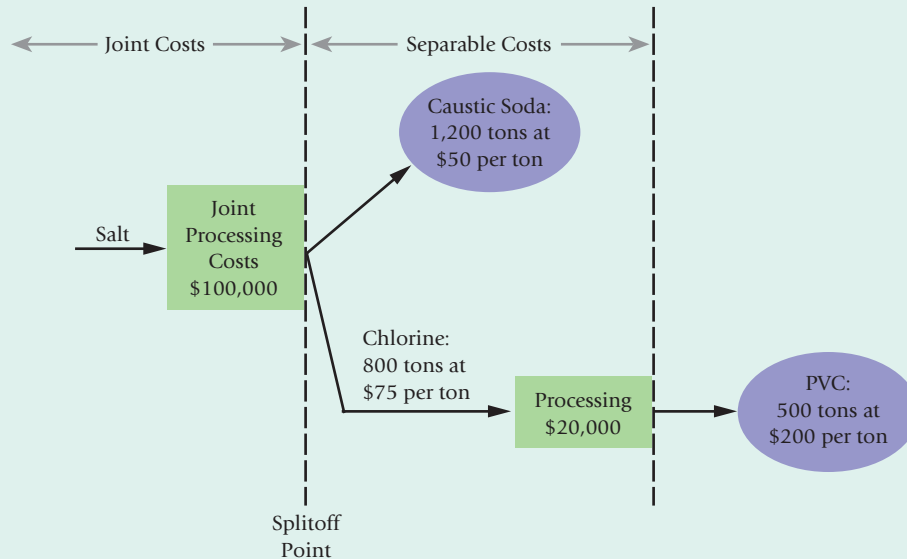 Joint Costs
Separable Costs
Caustic Soda:
1,200 tons at
$50 per ton
Salt
Joint
Processing
Costs
$100,000
Chlorine:
800 tons at
$75 per ton
Processing
$20,000
PVC:
500 tons at
$200 per ton
Splitoff
Point